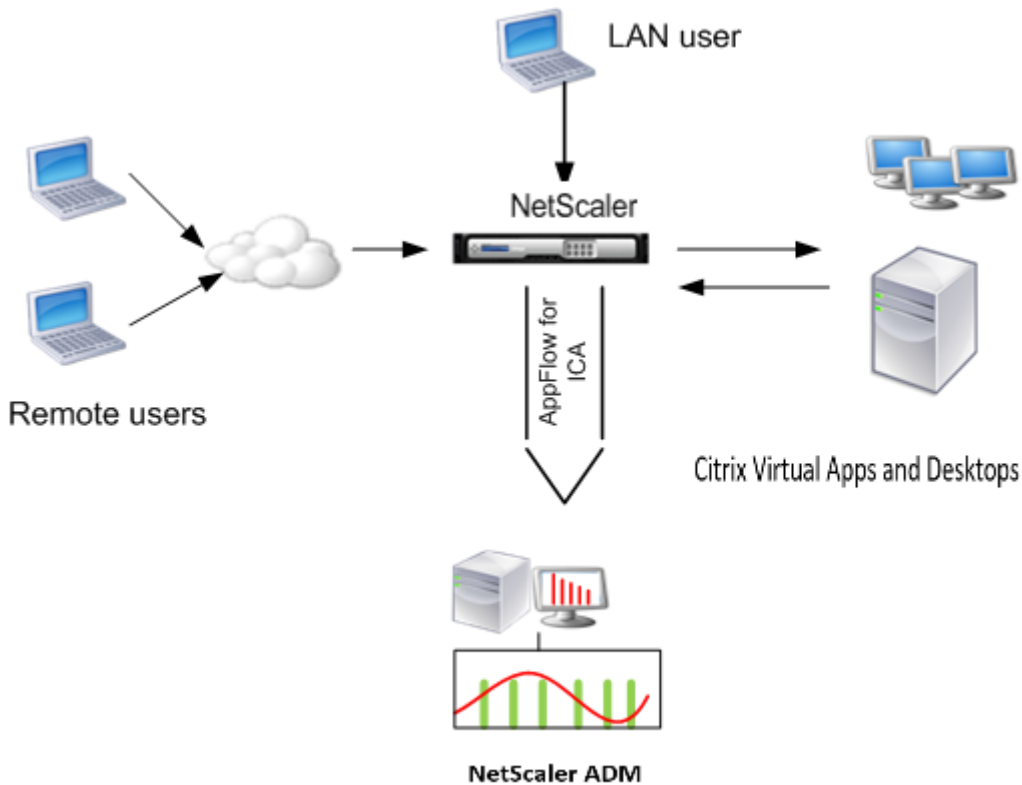 LAN user
NetScaler
AppFlow for
ICA
Remote users
Citrix Virtual Apps and Desktops
NetScaler ADM